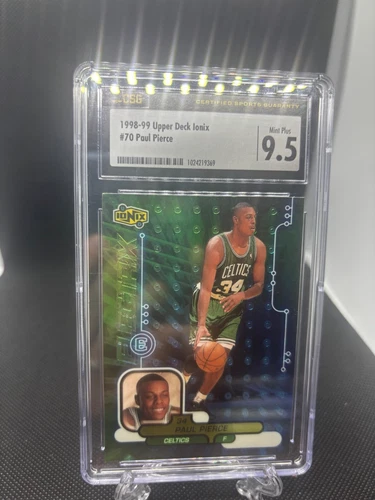 CSG
CERTIFIED SPORTS GUARANTY
1998-99 Upper Deck Ionix
#70 Paul Pierce
1024219369
Mint Plus
9.5
IONIX
ELECTRIX
CELTICS
34
E
PAUL PIERCE
CELTICS
F